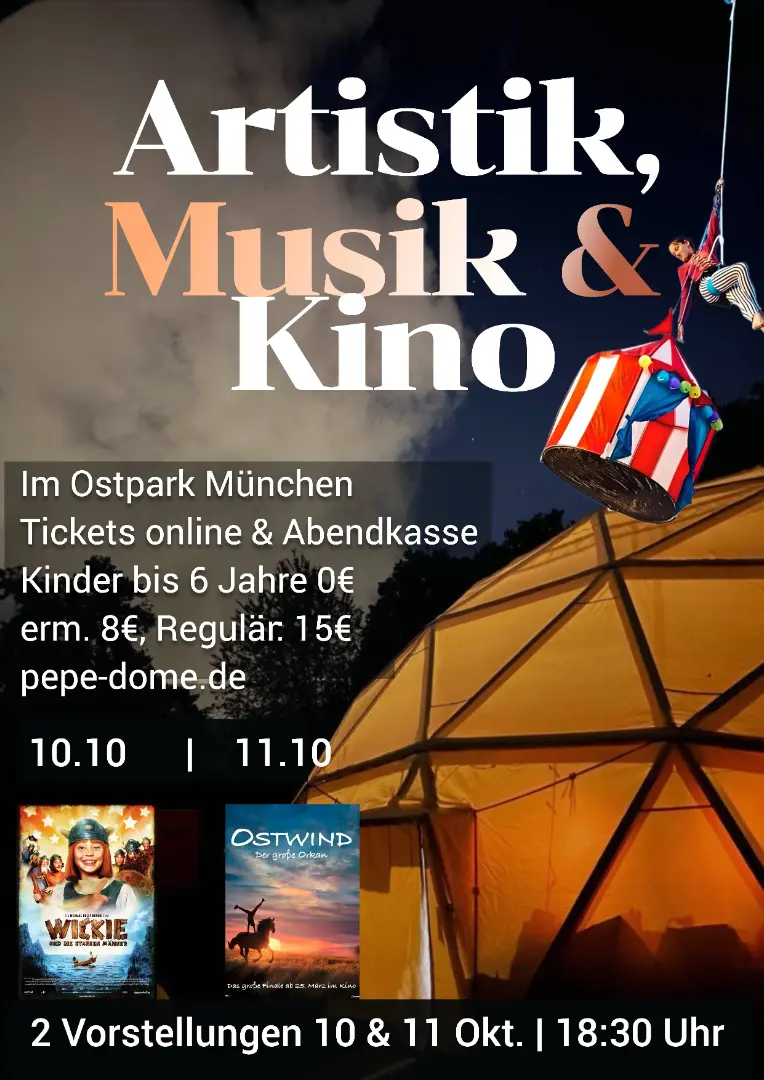 Artistik,
Musik &
Kino
Im Ostpark München
Tickets online & Abendkasse
Kinder bis 6 Jahre 0€
erm. 8€, Regulär: 15€
pepe-dome.de
10.10 | 11.10
WICKIE
UND DIE STARKEN MÄNNER
OSTWIND
Der große Orkan
Das große Finale ab 25. März im Kino
2 Vorstellungen 10 & 11 Okt. | 18:30 Uhr